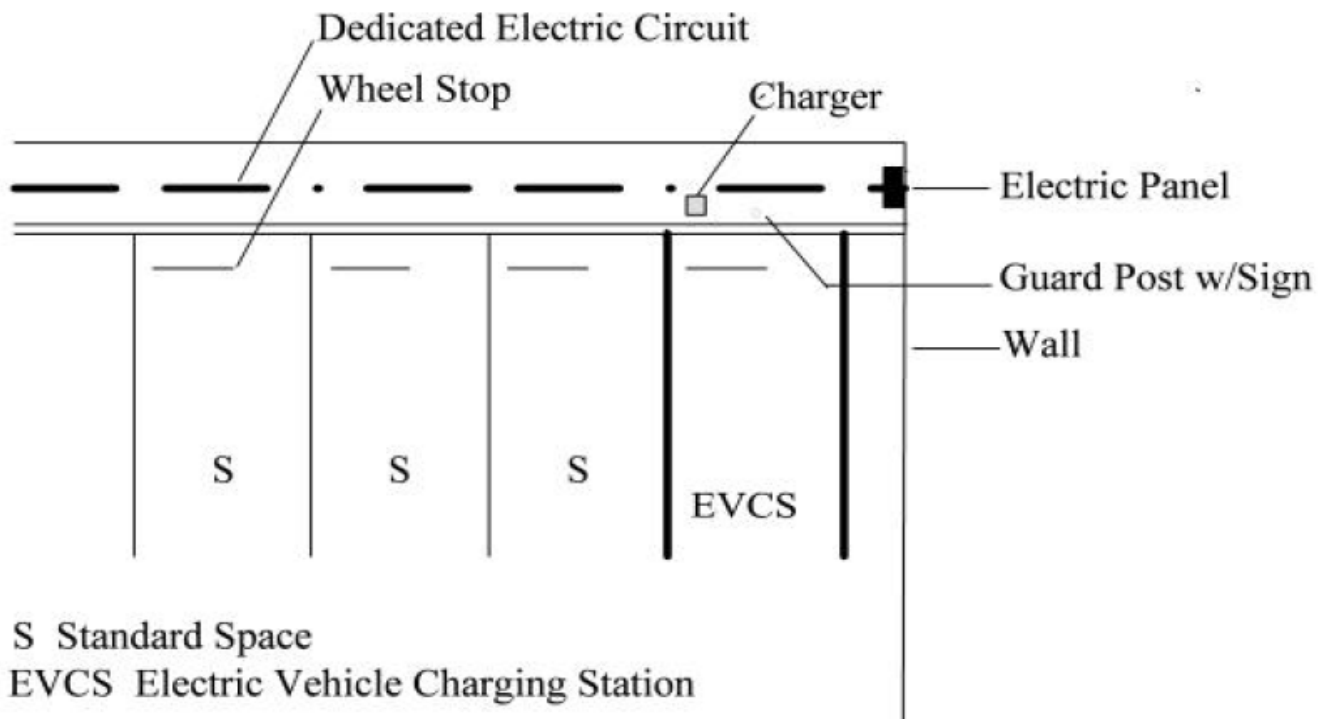 Dedicated Electric Circuit
Wheel Stop
Charger
Electric Panel
Guard Post w/Sign
Wall
S
S
S
EVCS
S Standard Space
EVCS Electric Vehicle Charging Station